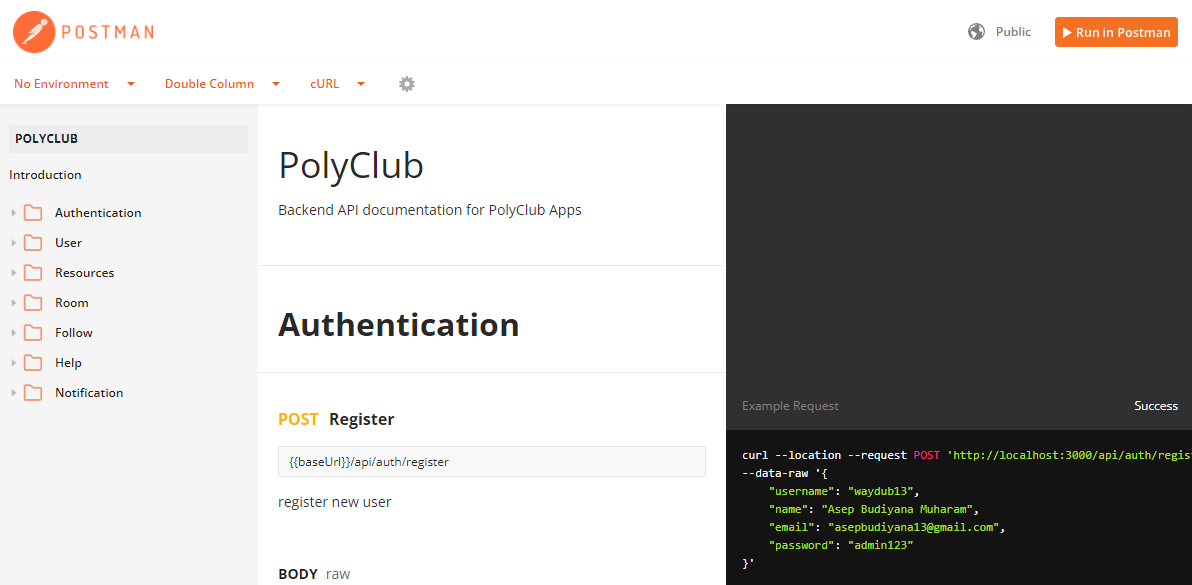 POSTMAN
Public
Run in Postman
No Environment
Double Column
cURL
POLYCLUB
Introduction
Authentication
User
Resources
Room
Follow
Help
Notification
PolyClub
Backend API documentation for PolyClub Apps
Authentication
POST Register
{{baseUrl}}/api/auth/register
register new user
BODY raw
Example Request
Success
curl --location --request POST 'http://localhost:3000/api/auth/regist
--data-raw '{
"username": "waydub13",
"name": "Asep Budiyana Muharam",
"email": "asepbudiyana13@gmail.com",
"password": "admin123"
}'